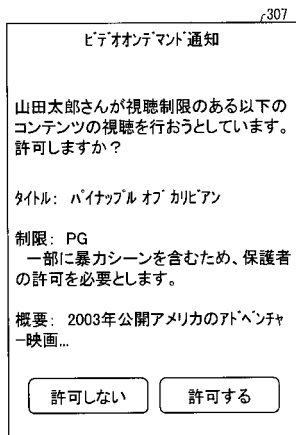 307
ﾋﾞﾃﾞｵｵﾝﾃﾞﾏﾝﾄﾞ通知
山田太郎さんが視聴制限のある以下の
コンテンツの視聴を行おうとしています。
許可しますか？
ﾀｲﾄﾙ： ﾊﾟｲﾅｯﾌﾟﾙ ｵﾌﾞ ｶﾘﾋﾞｱﾝ
制限： PG
一部に暴力シーンを含むため、保護者
の許可を必要とします。
概要： 2003年公開アメリカのｱﾄﾞﾍﾞﾝﾁｬ
ｰ映画...
許可しない 許可する